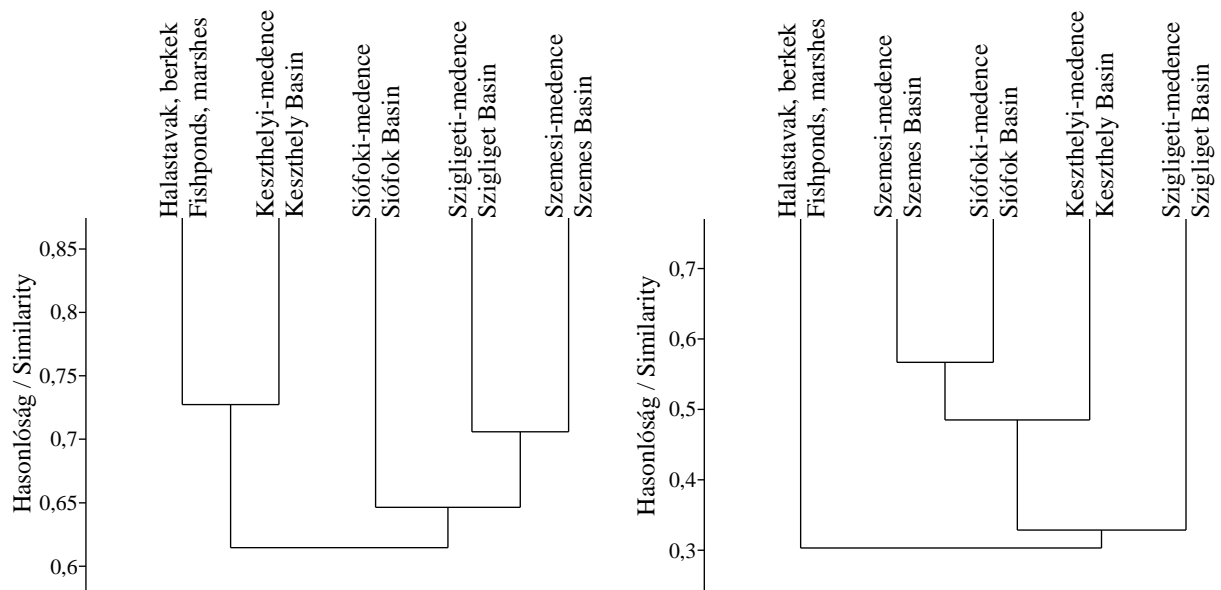 Halastavak, berkek
Fishponds, marshes
Keszthelyi-medence
Keszthely Basin
Siófoki-medence
Siófok Basin
Szigligeti-medence
Szigliget Basin
Szemesi-medence
Szemes Basin
Hasonlóság / Similarity
0,85
0,8
0,75
0,7
0,65
0,6
Halastavak, berkek
Fishponds, marshes
Szemesi-medence
Szemes Basin
Siófoki-medence
Siófok Basin
Keszthelyi-medence
Keszthely Basin
Szigligeti-medence
Szigliget Basin
Hasonlóság / Similarity
0,7
0,6
0,5
0,4
0,3